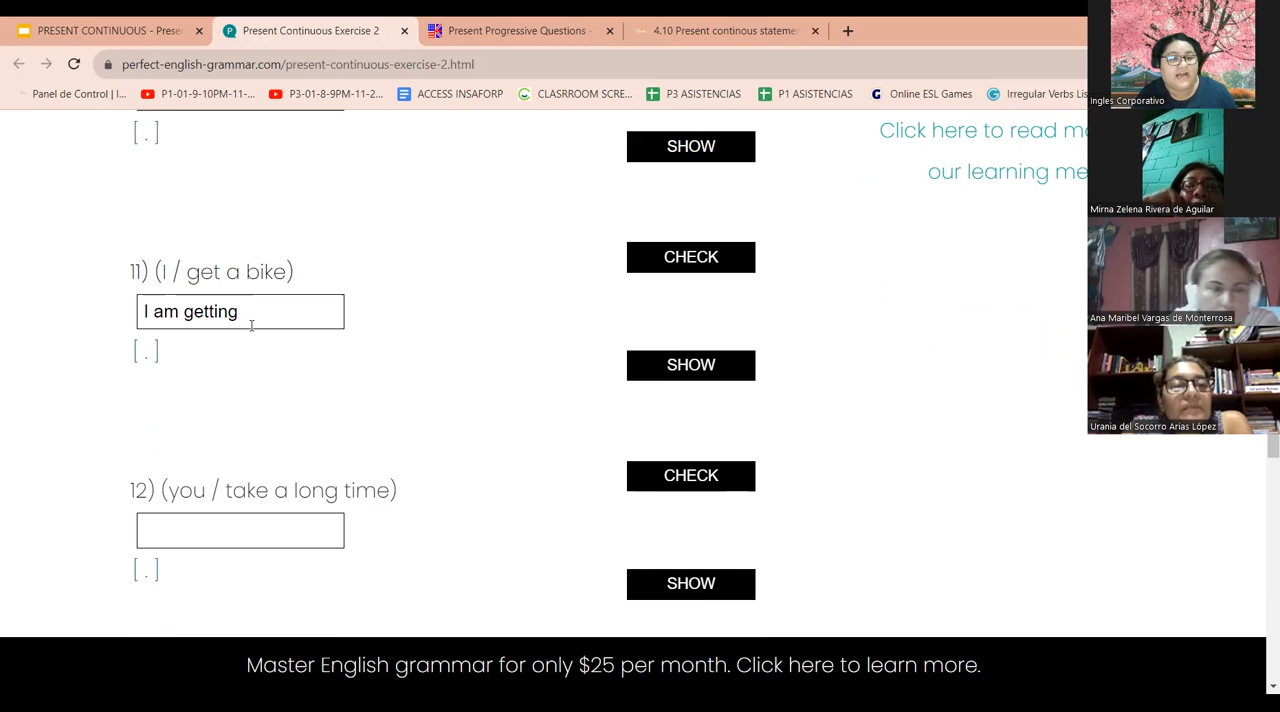 PRESENT CONTINUOUS - Prese
Present Continuous Exercise 2
Present Progressive Questions -
4.10 Present continous stateme
perfect-english-grammar.com/present-continuous-exercise-2.html
Panel de Control | I...
P1-01-9-10PM-11-...
P3-01-8-9PM-11-2...
ACCESS INSAFORP
CLASRROOM SCRE...
P3 ASISTENCIAS
P1 ASISTENCIAS
Online ESL Games
Irregular Verbs Lis
Ingles Corporativo
[ . ]
SHOW
Click here to read mo
our learning me
Mirna Zelena Rivera de Aguilar
CHECK
11) (I / get a bike)
I am getting
[ . ]
SHOW
Ana Maribel Vargas de Monterrosa
Urania del Socorro Arias López
CHECK
12) (you / take a long time)
[ . ]
SHOW
Master English grammar for only $25 per month. Click here to learn more.